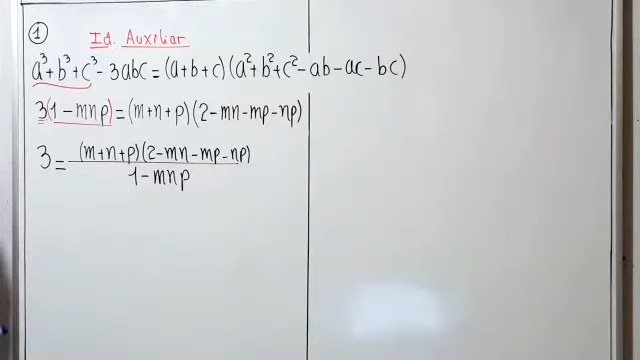 1
Id. Auxiliar
a³+b³+c³-3abc=(a+b+c)(a²+b²+c²-ab-ac-bc)
3(1-mnp)=(m+n+p)(2-mn-mp-np)
3=(m+n+p)(2-mn-mp-np)
1-mnp